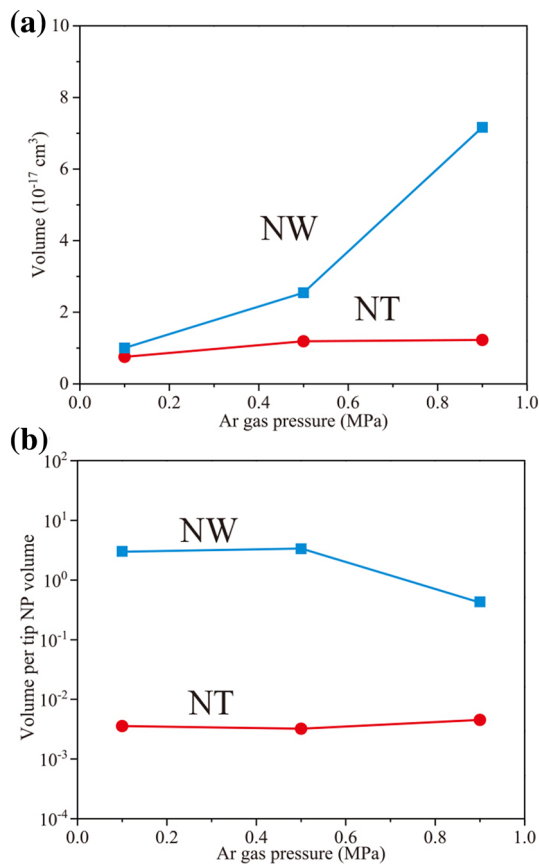 (a)
10
8
6
4
2
0
Volume (10⁻¹⁷ cm³)
NW
NT
0.2 0.4 0.6 0.8 1.0
Ar gas pressure (MPa)
(b)
10²
10¹
10⁰
10⁻¹
10⁻²
10⁻³
10⁻⁴
Volume per tip NP volume
NW
NT
0.0 0.2 0.4 0.6 0.8 1.0
Ar gas pressure (MPa)